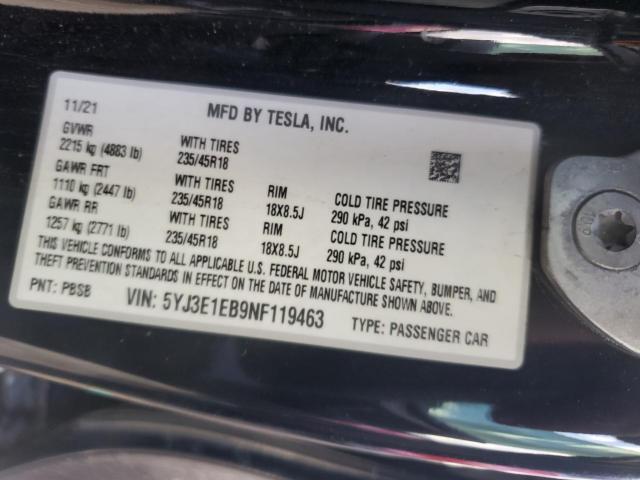 11/21 MFD BY TESLA, INC.
GVWR
2215 kg (4883 lb) WITH TIRES 235/45R18
GAWR FRT
1110 kg (2447 lb) WITH TIRES 235/45R18 RIM 18X8.5J COLD TIRE PRESSURE 290 kPa, 42 psi
GAWR RR
1257 kg (2771 lb) WITH TIRES 235/45R18 RIM 18X8.5J COLD TIRE PRESSURE 290 kPa, 42 psi
THIS VEHICLE CONFORMS TO ALL APPLICABLE U.S. FEDERAL MOTOR VEHICLE SAFETY, BUMPER, AND
THEFT PREVENTION STANDARDS IN EFFECT ON THE DATE OF MANUFACTURE SHOWN ABOVE.
PNT: PBSB VIN: 5YJ3E1EB9NF119463 TYPE: PASSENGER CAR